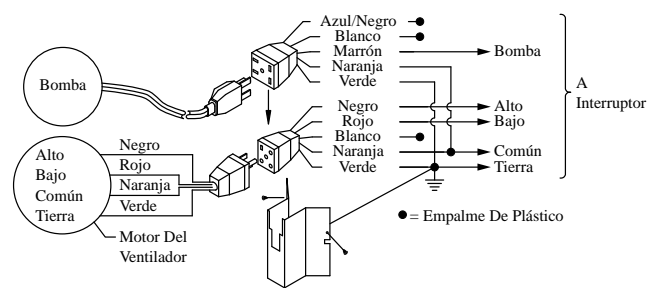 Azul/Negro
Blanco
Marrón
Bomba
Naranja
Verde
Bomba
A
Interruptor
Negro
Alto
Rojo
Bajo
Blanco
Naranja
Común
Verde
Tierra
Alto
Bajo
Común
Tierra
Negro
Rojo
Naranja
Verde
Motor Del
Ventilador
= Empalme De Plástico